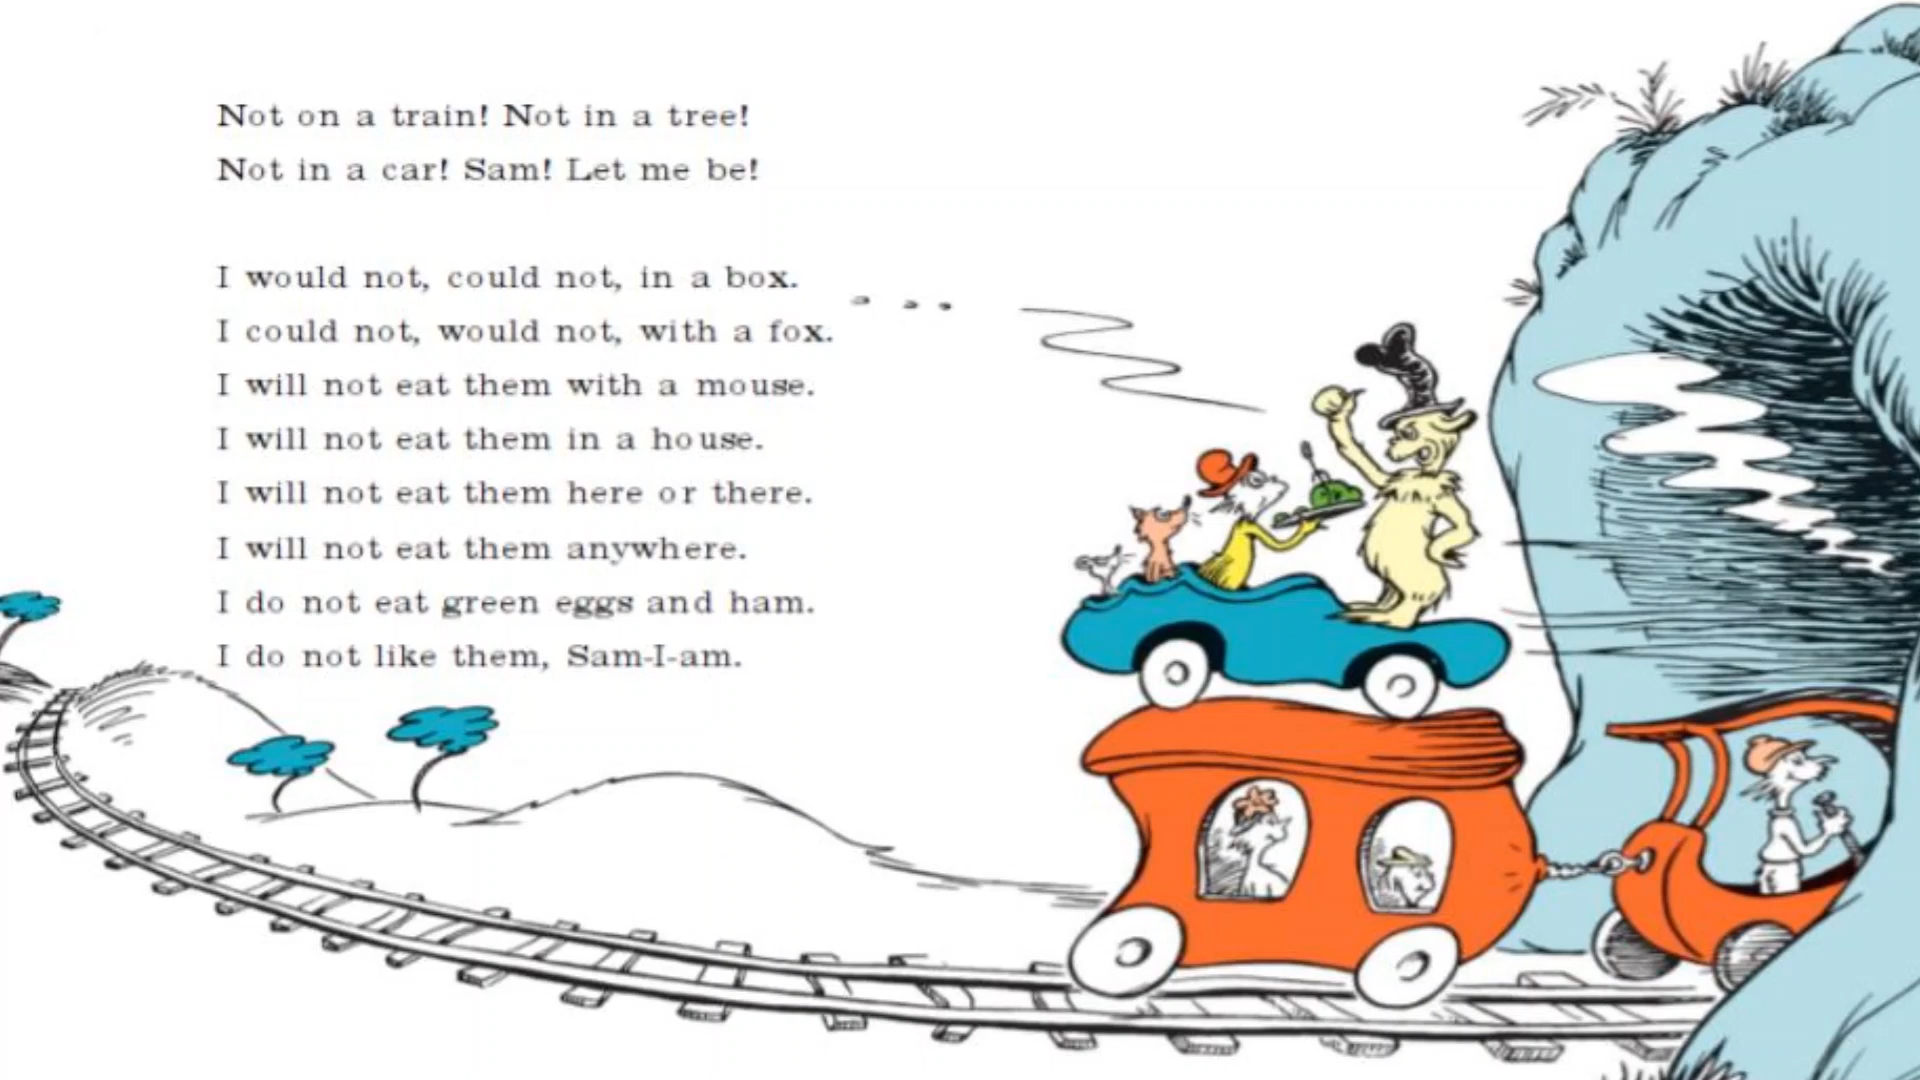 Not on a train! Not in a tree!
Not in a car! Sam! Let me be!
I would not, could not, in a box.
I could not, would not, with a fox.
I will not eat them with a mouse.
I will not eat them in a house.
I will not eat them here or there.
I will not eat them anywhere.
I do not eat green eggs and ham.
I do not like them, Sam-I-am.